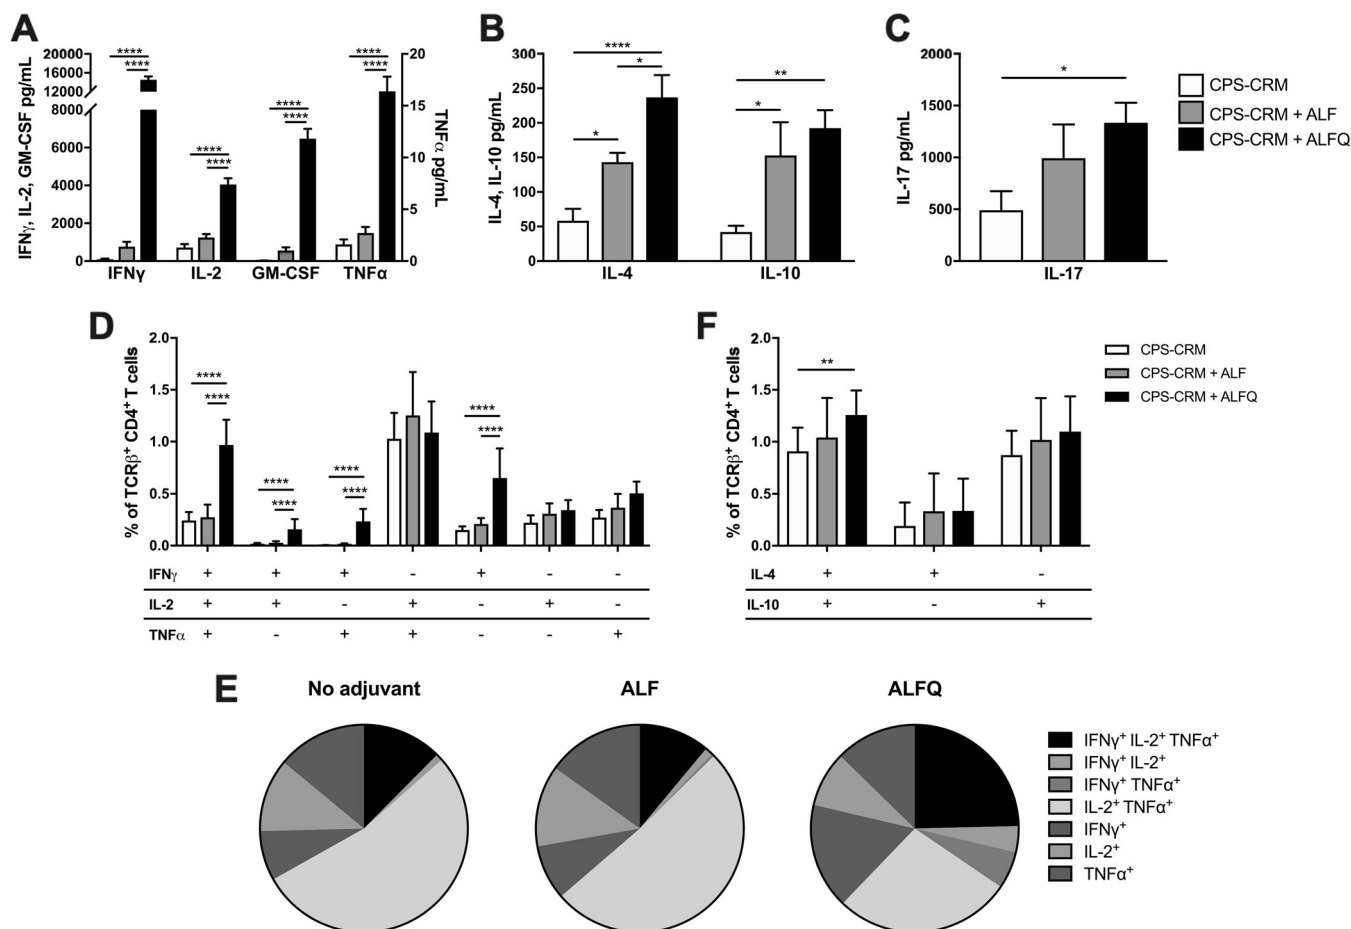 A
IFNγ, IL-2, GM-CSF pg/mL
20000
16000
12000
8000
6000
4000
2000
0
**** **** **** ****
**** **** **** ****
20
15
10
5
0
TNFα pg/mL
IFNγ IL-2 GM-CSF TNFα
B
IL-4, IL-10 pg/mL
300
250
200
150
100
50
0
**** * * ** *
IL-4 IL-10
C
IL-17 pg/mL
2000
1500
1000
500
0
*
IL-17
CPS-CRM
CPS-CRM + ALF
CPS-CRM + ALFQ
D
% of TCRβ+ CD4+ T cells
2.0
1.5
1.0
0.5
0.0
**** **** **** ****
**** **** **** ****
IFNγ + + + - + - -
IL-2 + + - + - + -
TNFα + - + + - - +
F
% of TCRβ+ CD4+ T cells
2.0
1.5
1.0
0.5
0.0
**
IL-4 + + -
IL-10 + - +
CPS-CRM
CPS-CRM + ALF
CPS-CRM + ALFQ
E
No adjuvant ALF ALFQ
IFNγ+ IL-2+ TNFα+
IFNγ+ IL-2+
IFNγ+ TNFα+
IL-2+ TNFα+
IFNγ+
IL-2+
TNFα+